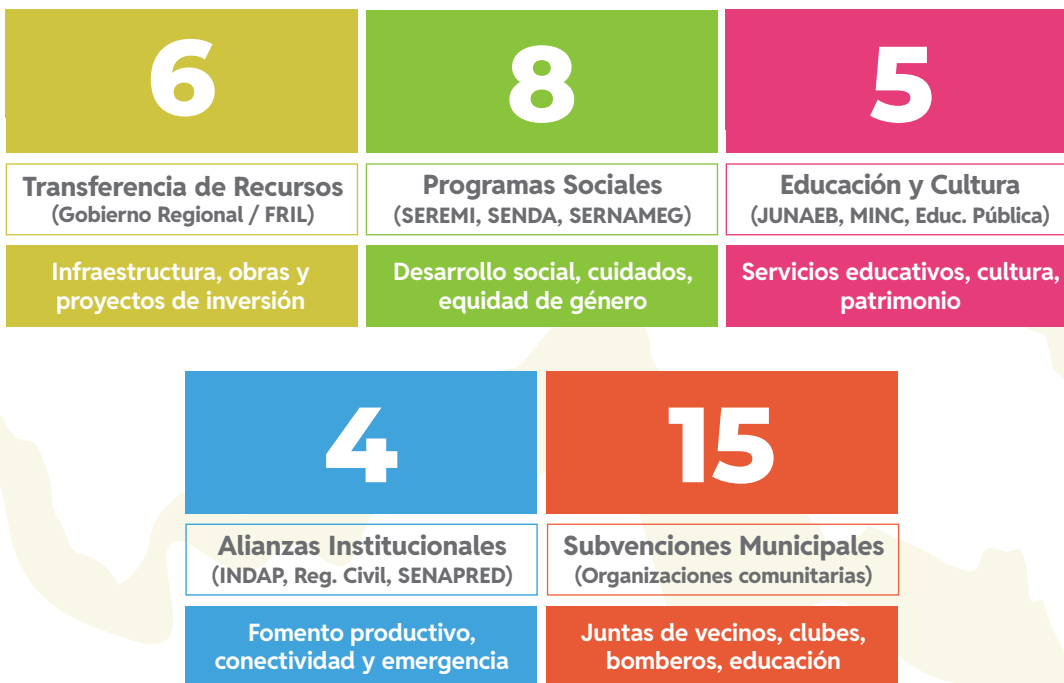 6
Transferencia de Recursos
(Gobierno Regional / FRIL)
Infraestructura, obras y
proyectos de inversión
8
Programas Sociales
(SEREMI, SENDA, SERNAMEG)
Desarrollo social, cuidados,
equidad de género
5
Educación y Cultura
(JUNAEB, MINC, Educ. Pública)
Servicios educativos, cultura,
patrimonio
4
Alianzas Institucionales
(INDAP, Reg. Civil, SENAPRED)
Fomento productivo,
conectividad y emergencia
15
Subvenciones Municipales
(Organizaciones comunitarias)
Juntas de vecinos, clubes,
bomberos, educación